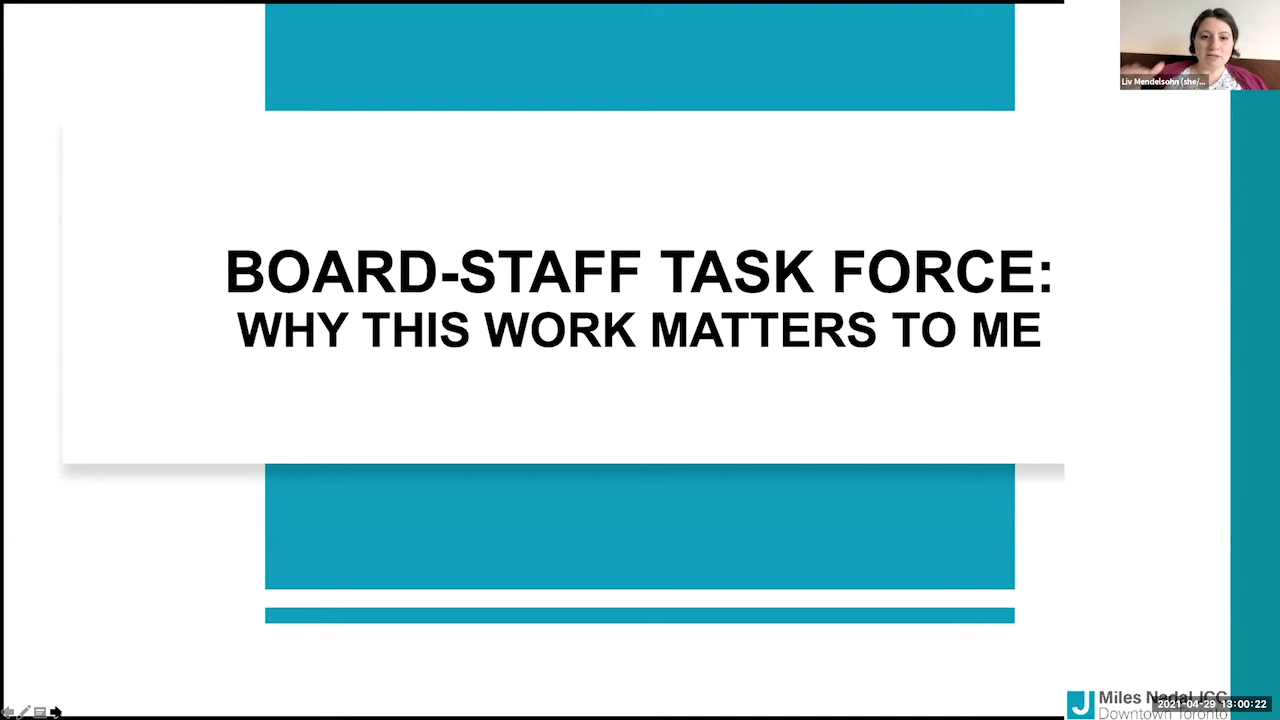 Liv Mendelsohn (she/...
BOARD-STAFF TASK FORCE:
WHY THIS WORK MATTERS TO ME
Miles Nadal JCC
Downtown Toronto
2021-04-29 13:00:22